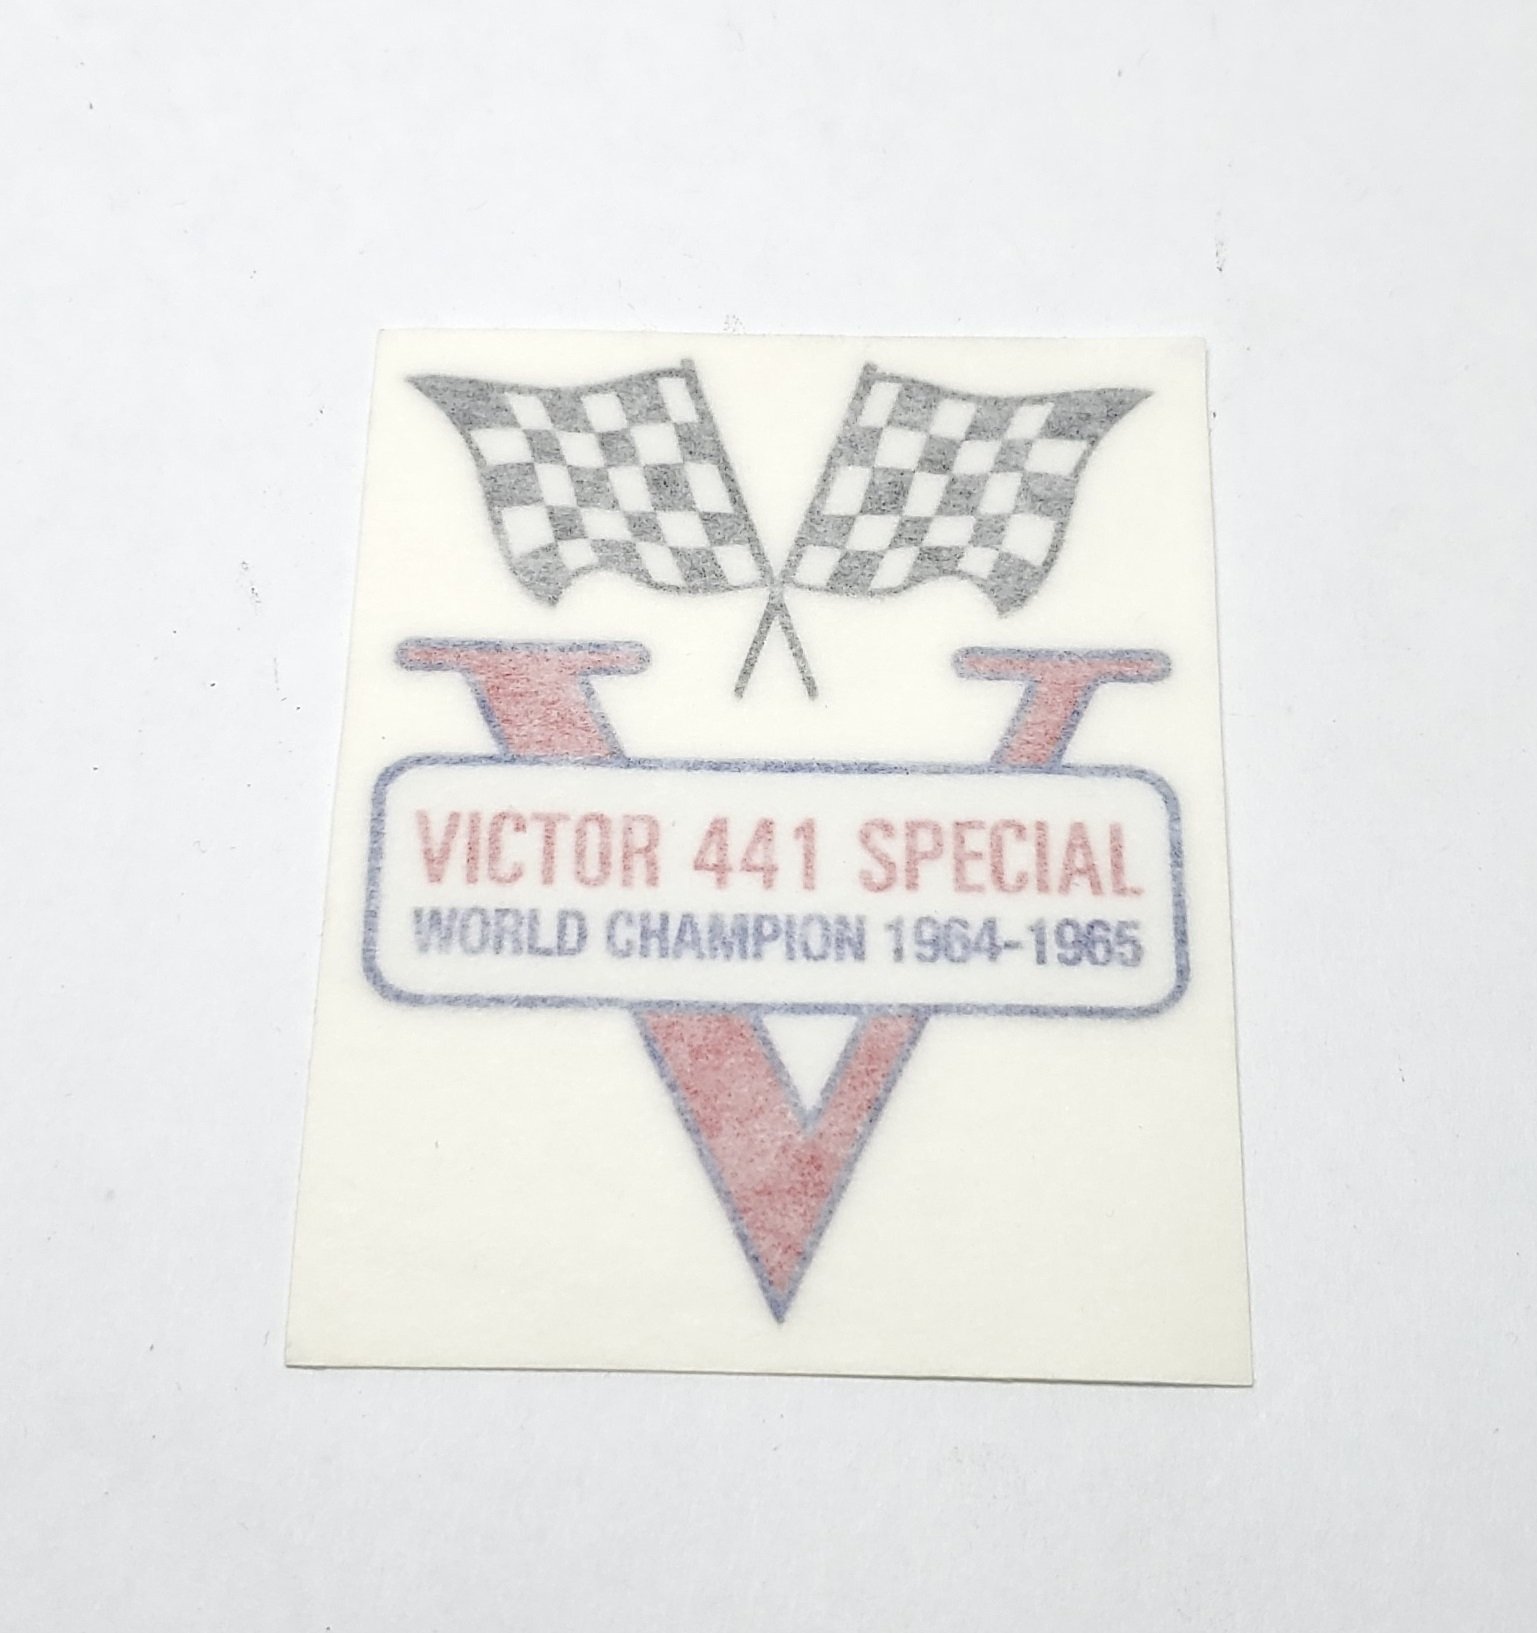 V
VICTOR 441 SPECIAL
WORLD CHAMPION 1964-1965